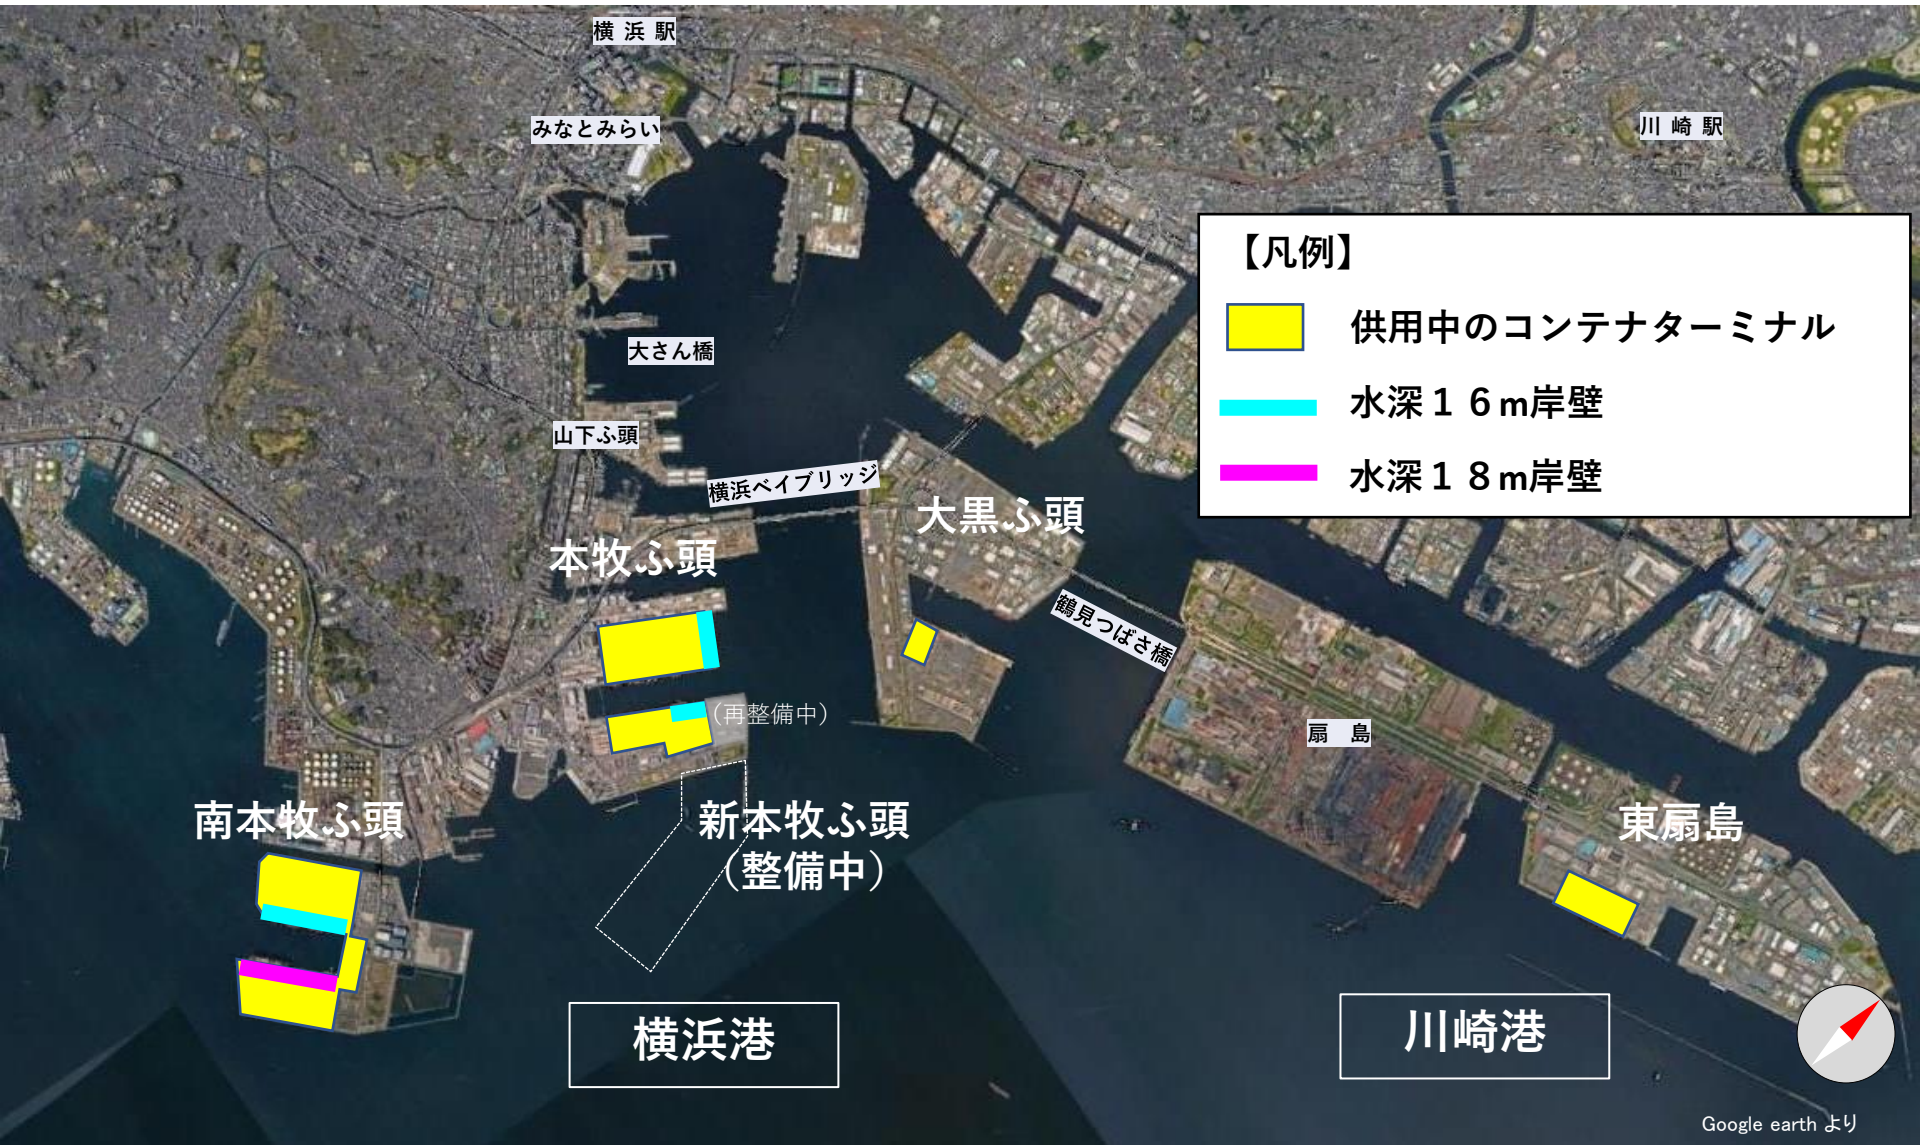 横 浜 駅
みなとみらい
川 崎 駅
【凡例】
供用中のコンテナターミナル
水深１６m岸壁
水深１８m岸壁
大さん橋
山下ふ頭
横浜ベイブリッジ
大黒ふ頭
本牧ふ頭
鶴見つばさ橋
（再整備中）
扇　島
南本牧ふ頭
新本牧ふ頭
（整備中）
東扇島
横浜港
川崎港
Google earth より